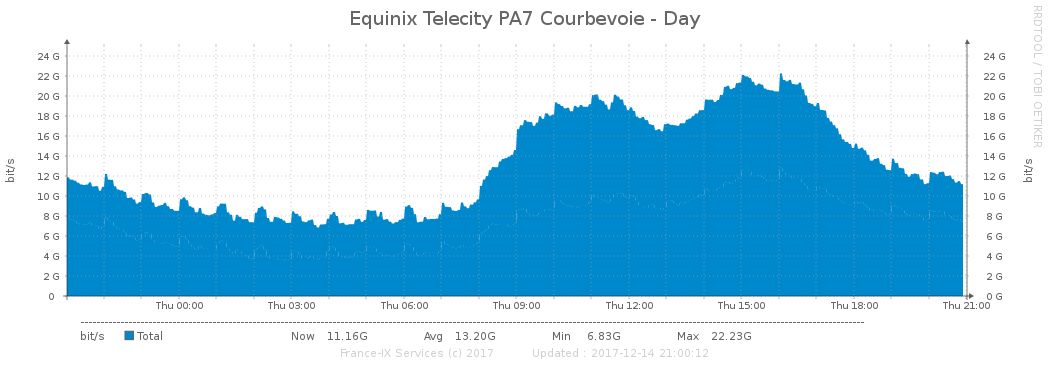 Equinix Telecity PA7 Courbevoie - Day
RRDTOOL / TOBI OETIKER
bit/s
24 G 24 G
22 G 22 G
20 G 20 G
18 G 18 G
16 G 16 G
14 G 14 G
12 G 12 G
10 G 10 G
8 G 8 G
6 G 6 G
4 G 4 G
2 G 2 G
0 0 G
bit/s
Thu 00:00 Thu 03:00 Thu 06:00 Thu 09:00 Thu 12:00 Thu 15:00 Thu 18:00 Thu 21:00
bit/s Total Now 11.16G Avg 13.20G Min 6.83G Max 22.23G
France-IX Services (c) 2017 Updated : 2017-12-14 21:00:12